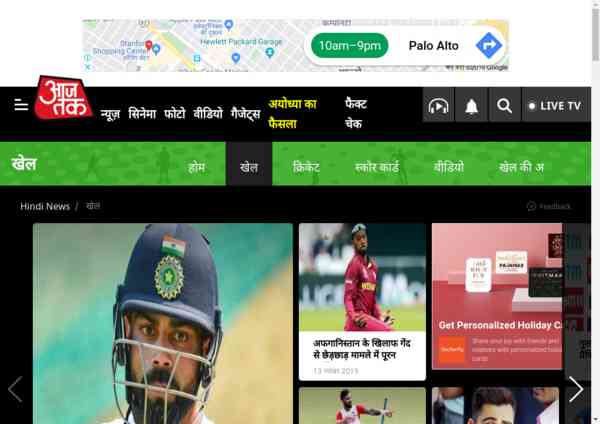 Stanford
Shopping Center
Hewlett Packard Garage
10am–9pm
Palo Alto
आज
तक
न्यूज़ सिनेमा फोटो वीडियो गैजेट्स अयोध्या का फैसला फैक्ट चेक
LIVE TV
खेल
होम खेल क्रिकेट स्कोर कार्ड वीडियो खेल की अ
Hindi News / खेल
Feedback
अफगानिस्तान के खिलाफ गेंद
से छेड़छाड़ मामले में पूरन
13 नवंबर 2019
Get Personalized Holiday Ca
Share your joy with friends and
relatives with personalized holid
cards